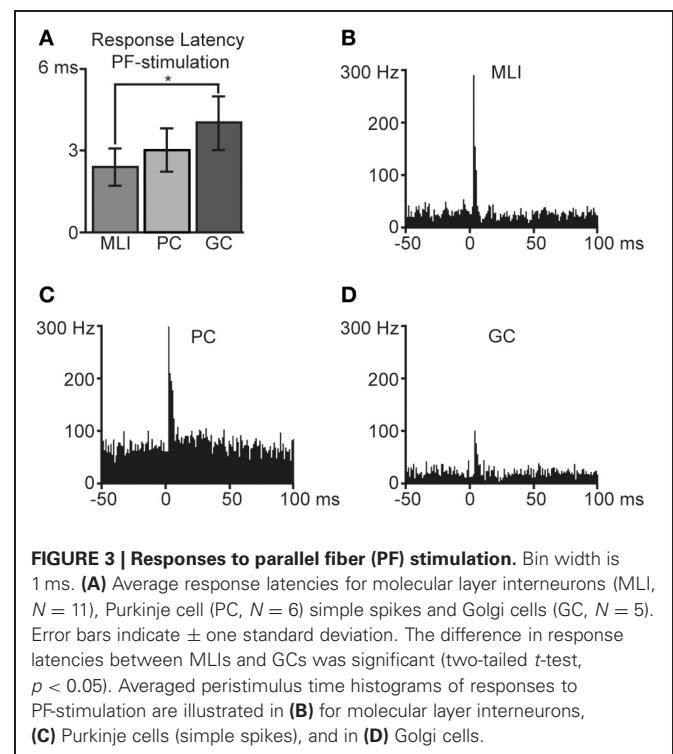 A
Response Latency
PF-stimulation
6 ms
*
3
0
MLI PC GC
B
300 Hz
MLI
200
100
0
-50 0 50 100 ms
C
300 Hz
PC
200
100
0
-50 0 50 100 ms
D
300 Hz
GC
200
100
0
-50 0 50 100 ms
FIGURE 3 | Responses to parallel fiber (PF) stimulation. Bin width is
1 ms. (A) Average response latencies for molecular layer interneurons (MLI,
N = 11), Purkinje cell (PC, N = 6) simple spikes and Golgi cells (GC, N = 5).
Error bars indicate ± one standard deviation. The difference in response
latencies between MLIs and GCs was significant (two-tailed t-test,
p < 0.05). Averaged peristimulus time histograms of responses to
PF-stimulation are illustrated in (B) for molecular layer interneurons,
(C) Purkinje cells (simple spikes), and in (D) Golgi cells.